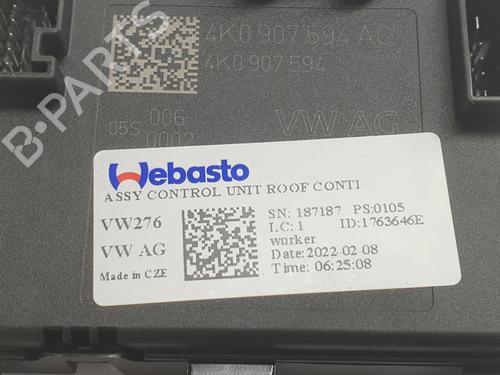 4K0 907 594 AC
4K0 907 594
05S 006
0002
VW AG
B-PARTS
Webasto
ASSY CONTROL UNIT ROOF CONTI
VW276
VW AG
Made in CZE
SN: 187187 PS:0105
LC: 1 ID:1763646E
worker
Date:2022-02-08
Time: 06:25:08